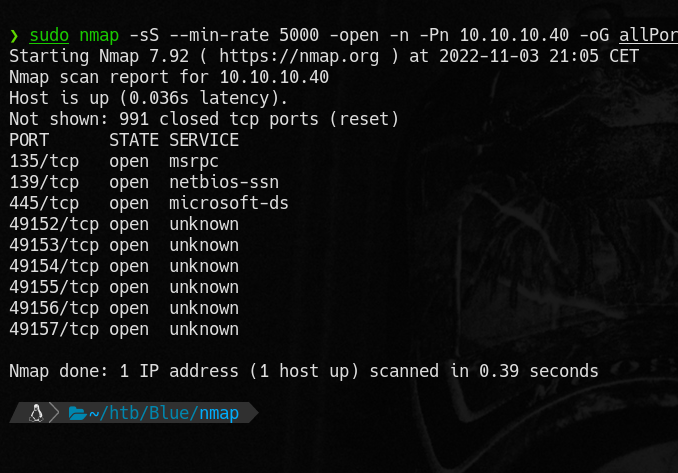 ❯ sudo nmap -sS --min-rate 5000 -open -n -Pn 10.10.10.40 -oG allPor
Starting Nmap 7.92 ( https://nmap.org ) at 2022-11-03 21:05 CET
Nmap scan report for 10.10.10.40
Host is up (0.036s latency).
Not shown: 991 closed tcp ports (reset)
PORT      STATE SERVICE
135/tcp   open  msrpc
139/tcp   open  netbios-ssn
445/tcp   open  microsoft-ds
49152/tcp open  unknown
49153/tcp open  unknown
49154/tcp open  unknown
49155/tcp open  unknown
49156/tcp open  unknown
49157/tcp open  unknown
Nmap done: 1 IP address (1 host up) scanned in 0.39 seconds
~/htb/Blue/nmap